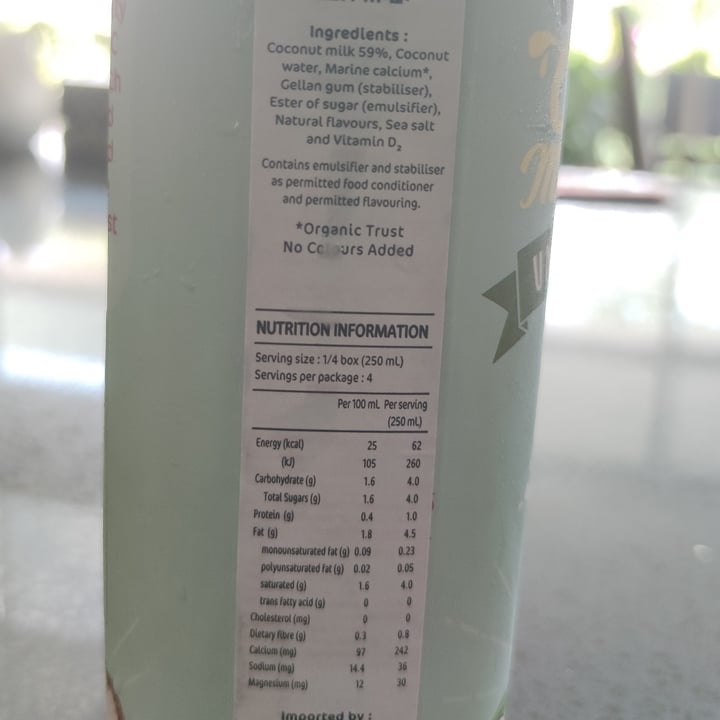 Ingredients :
Coconut milk 59%, Coconut
water, Marine calcium*,
Gellan gum (stabiliser),
Ester of sugar (emulsifier),
Natural flavours, Sea salt
and Vitamin D₂
Contains emulsifier and stabiliser
as permitted food conditioner
and permitted flavouring.
*Organic Trust
No Colours Added
NUTRITION INFORMATION
Serving size : 1/4 box (250 mL)
Servings per package : 4
Per 100 mL Per serving
(250 mL)
Energy (kcal) 25 62
(kJ) 105 260
Carbohydrate (g) 1.6 4.0
Total Sugars (g) 1.6 4.0
Protein (g) 0.4 1.0
Fat (g) 1.8 4.5
monounsaturated fat (g) 0.09 0.23
polyunsaturated fat (g) 0.02 0.05
saturated (g) 1.6 4.0
trans fatty acid (g) 0 0
Cholesterol (mg) 0 0
Dietary fibre (g) 0.3 0.8
Calcium (mg) 97 242
Sodium (mg) 14.4 36
Magnesium (mg) 12 30
Imported by :